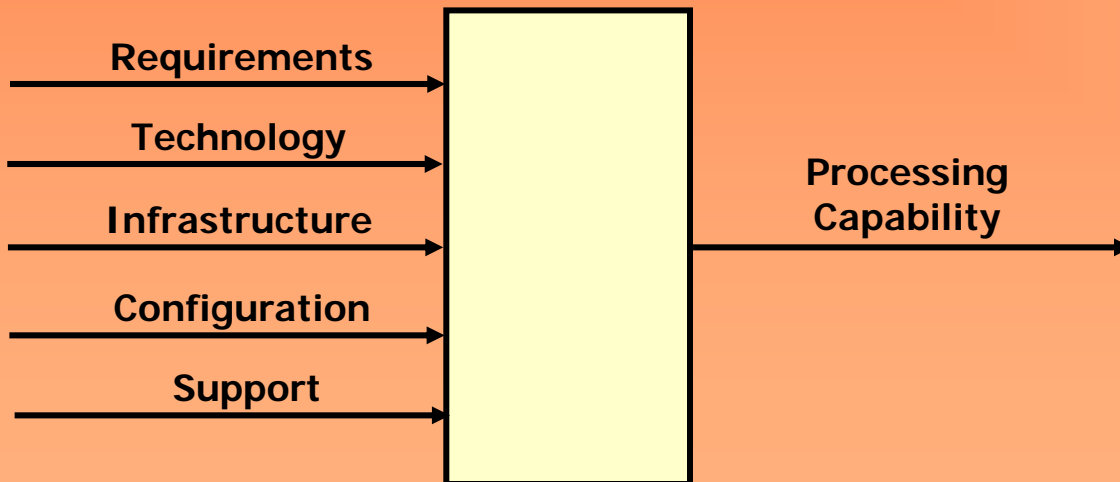 Requirements
Technology
Infrastructure
Configuration
Support
Processing
Capability